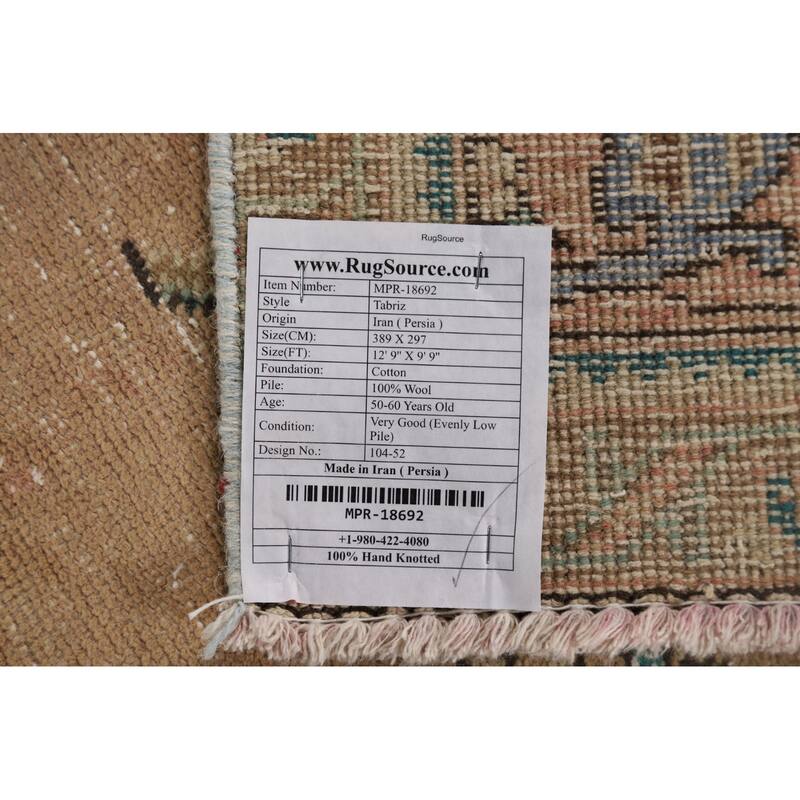 RugSource
www.RugSource.com
Item Number: MPR-18692
Style Tabriz
Origin Iran ( Persia )
Size(CM): 389 X 297
Size(FT): 12' 9" X 9' 9"
Foundation: Cotton
Pile: 100% Wool
Age: 50-60 Years Old
Condition: Very Good (Evenly Low
Pile)
Design No.: 104-52
Made in Iran ( Persia )
MPR-18692
+1-980-422-4080
100% Hand Knotted